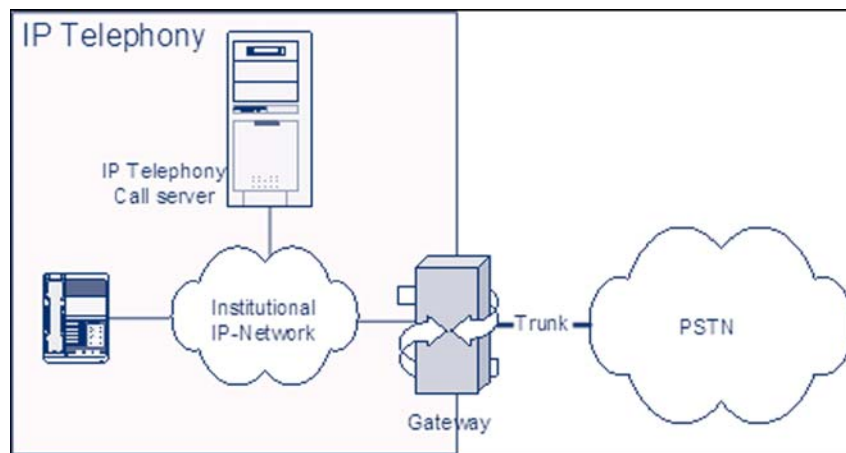 IP Telephony
IP Telephony
Call server
Institutional
IP-Network
Gateway
Trunk
PSTN